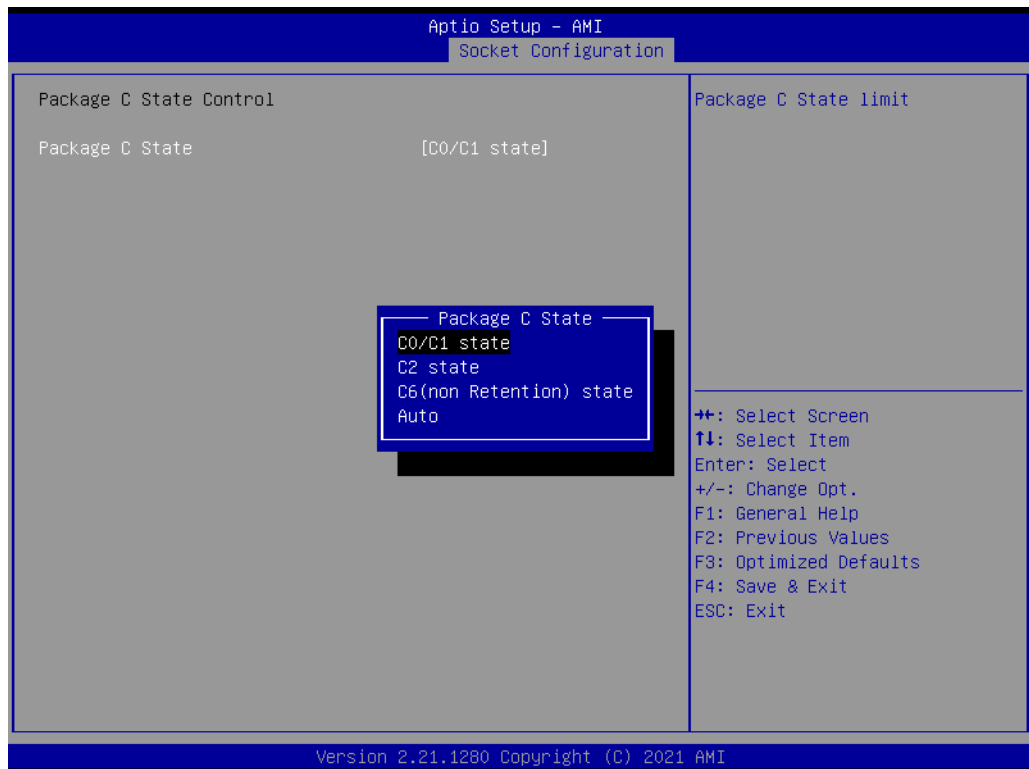 Aptio Setup – AMI
Socket Configuration
Package C State Control
Package C State [C0/C1 state]
Package C State limit
Package C State
C0/C1 state
C2 state
C6(non Retention) state
Auto
→←: Select Screen
↑↓: Select Item
Enter: Select
+/-: Change Opt.
F1: General Help
F2: Previous Values
F3: Optimized Defaults
F4: Save & Exit
ESC: Exit
Version 2.21.1280 Copyright (C) 2021 AMI